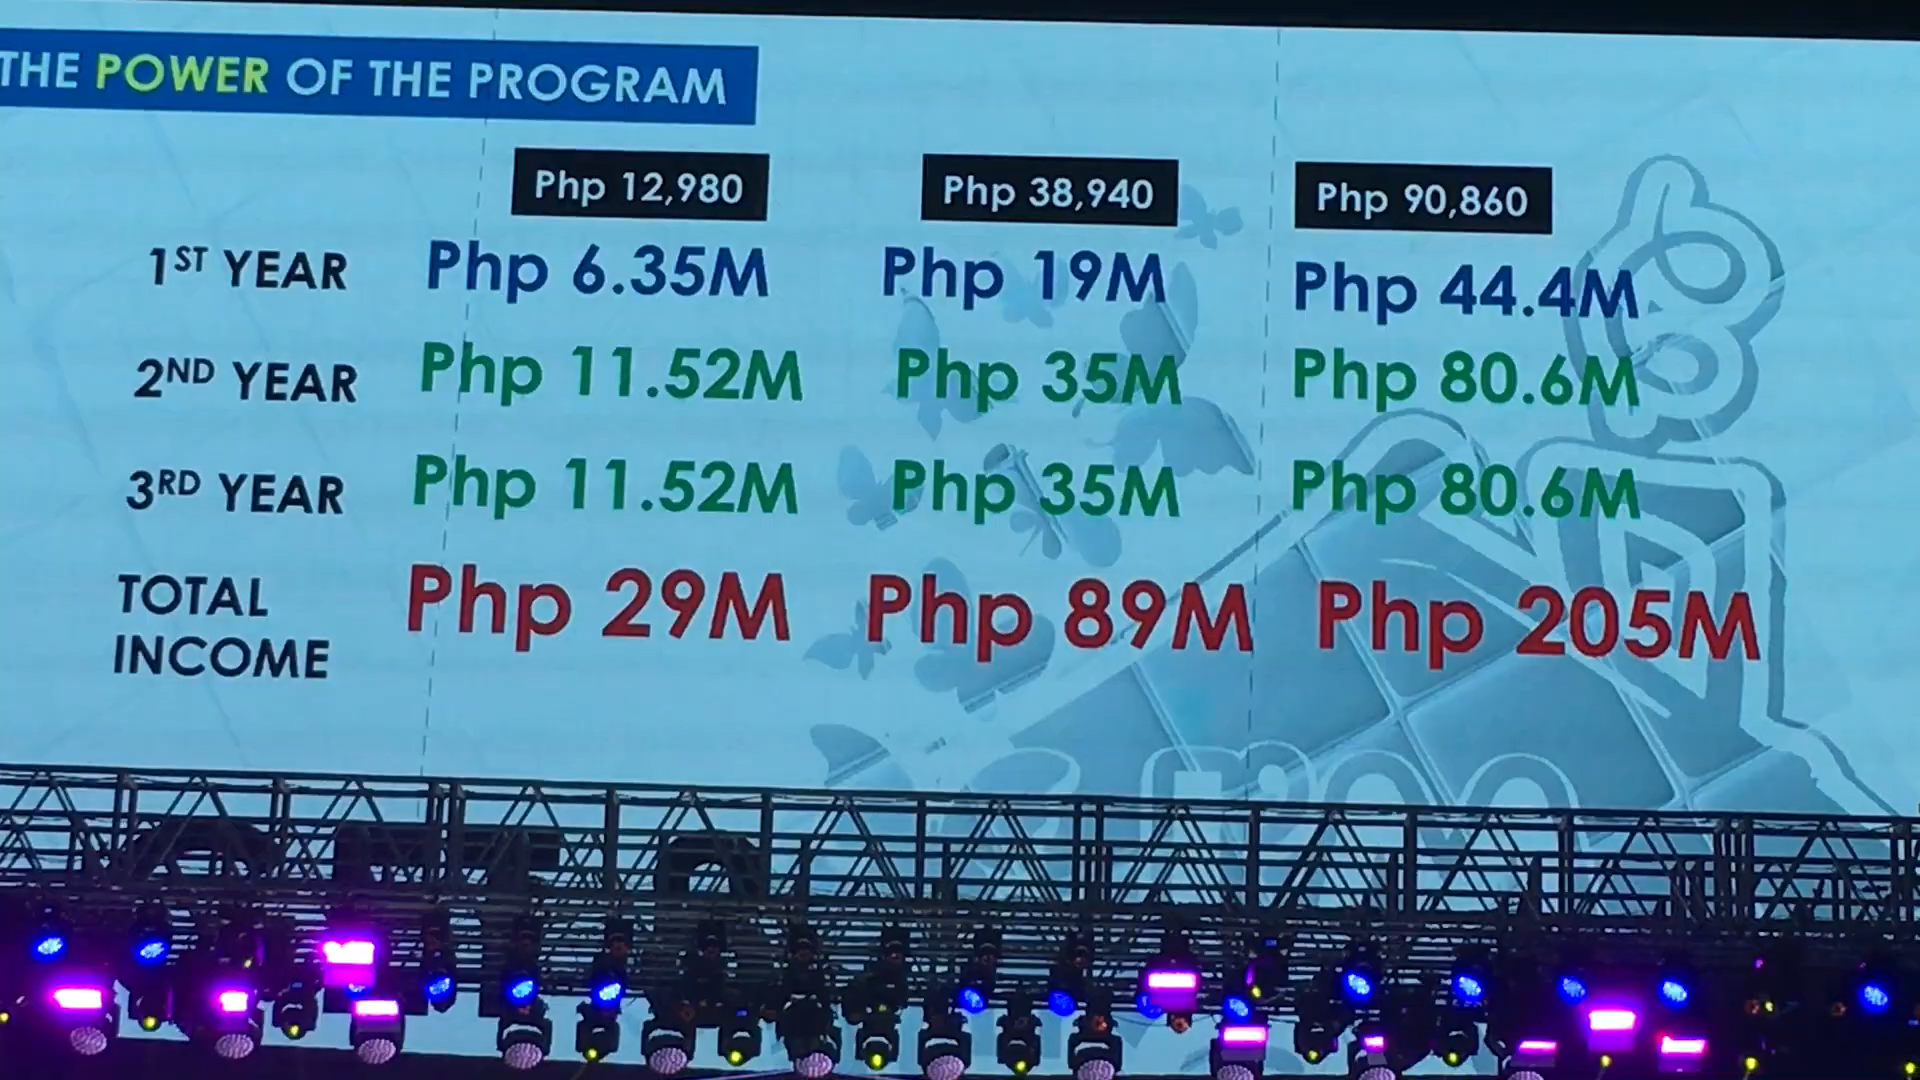 THE POWER OF THE PROGRAM
Php 12,980 Php 38,940 Php 90,860
1ST YEAR Php 6.35M Php 19M Php 44.4M
2ND YEAR Php 11.52M Php 35M Php 80.6M
3RD YEAR Php 11.52M Php 35M Php 80.6M
TOTAL INCOME Php 29M Php 89M Php 205M